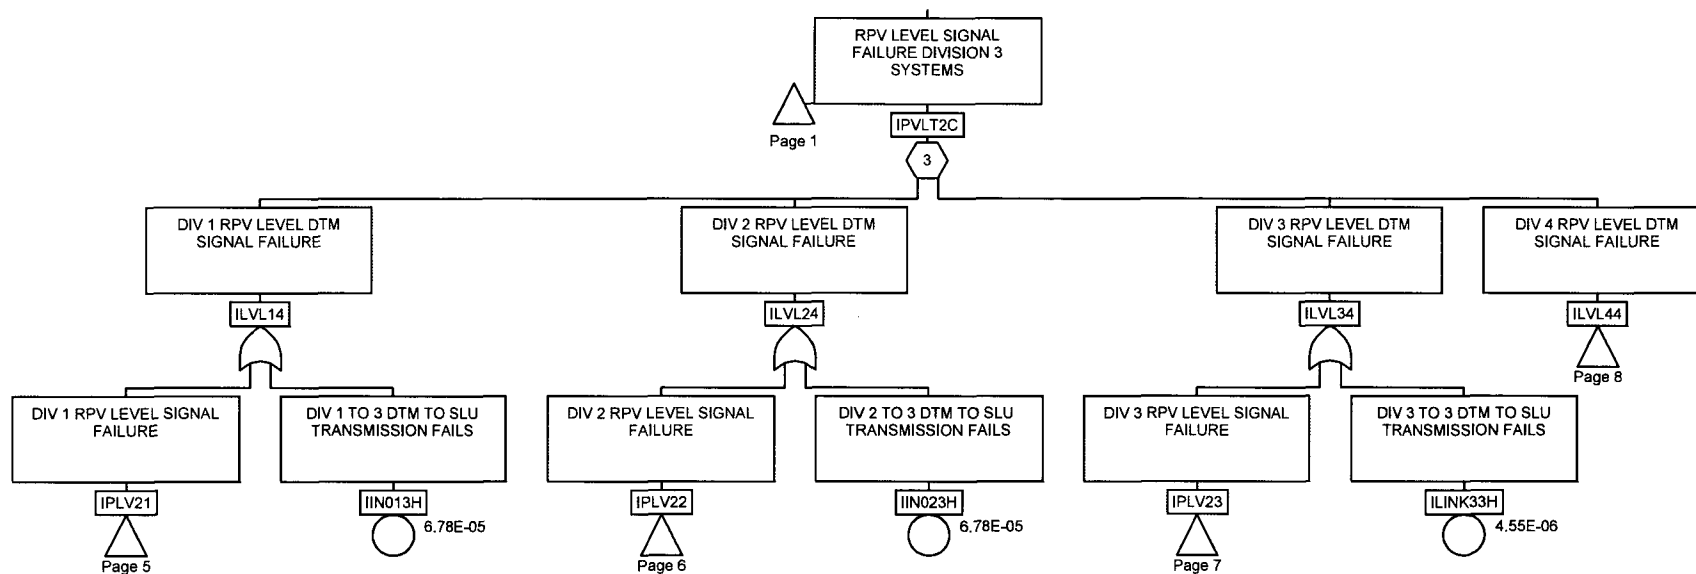 RPV LEVEL SIGNAL
FAILURE DIVISION 3
SYSTEMS
Page 1
IPVLT2C
3
DIV 1 RPV LEVEL DTM
SIGNAL FAILURE
DIV 2 RPV LEVEL DTM
SIGNAL FAILURE
DIV 3 RPV LEVEL DTM
SIGNAL FAILURE
DIV 4 RPV LEVEL DTM
SIGNAL FAILURE
ILVL14
ILVL24
ILVL34
ILVL44
Page 8
DIV 1 RPV LEVEL SIGNAL
FAILURE
DIV 1 TO 3 DTM TO SLU
TRANSMISSION FAILS
DIV 2 RPV LEVEL SIGNAL
FAILURE
DIV 2 TO 3 DTM TO SLU
TRANSMISSION FAILS
DIV 3 RPV LEVEL SIGNAL
FAILURE
DIV 3 TO 3 DTM TO SLU
TRANSMISSION FAILS
IPLV21
IIN013H
IPLV22
IIN023H
IPLV23
ILINK33H
6.78E-05
6.78E-05
4.55E-06
Page 5
Page 6
Page 7